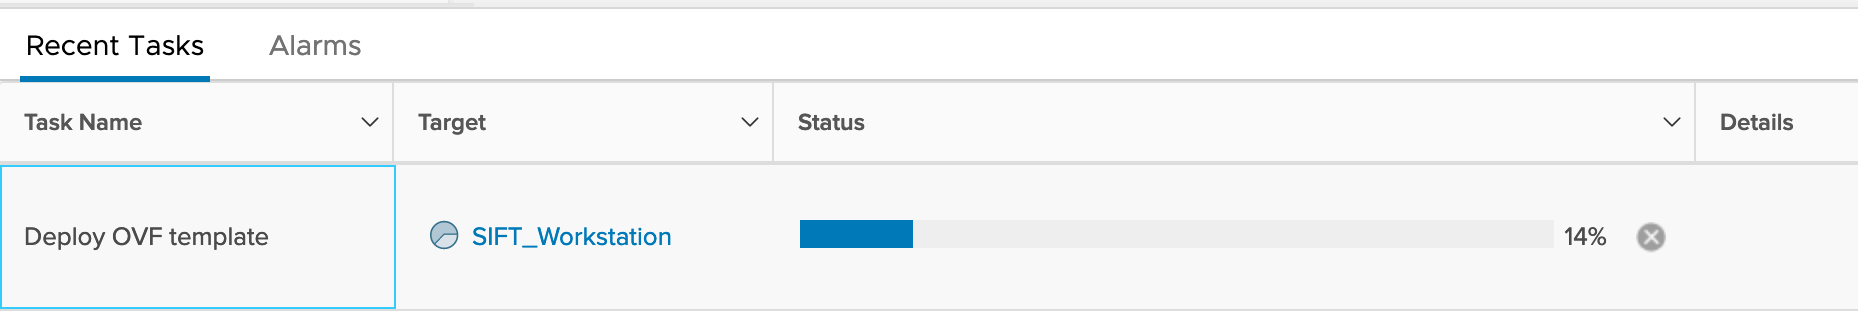 Recent Tasks Alarms
Task Name Target Status Details
Deploy OVF template SIFT_Workstation 14%